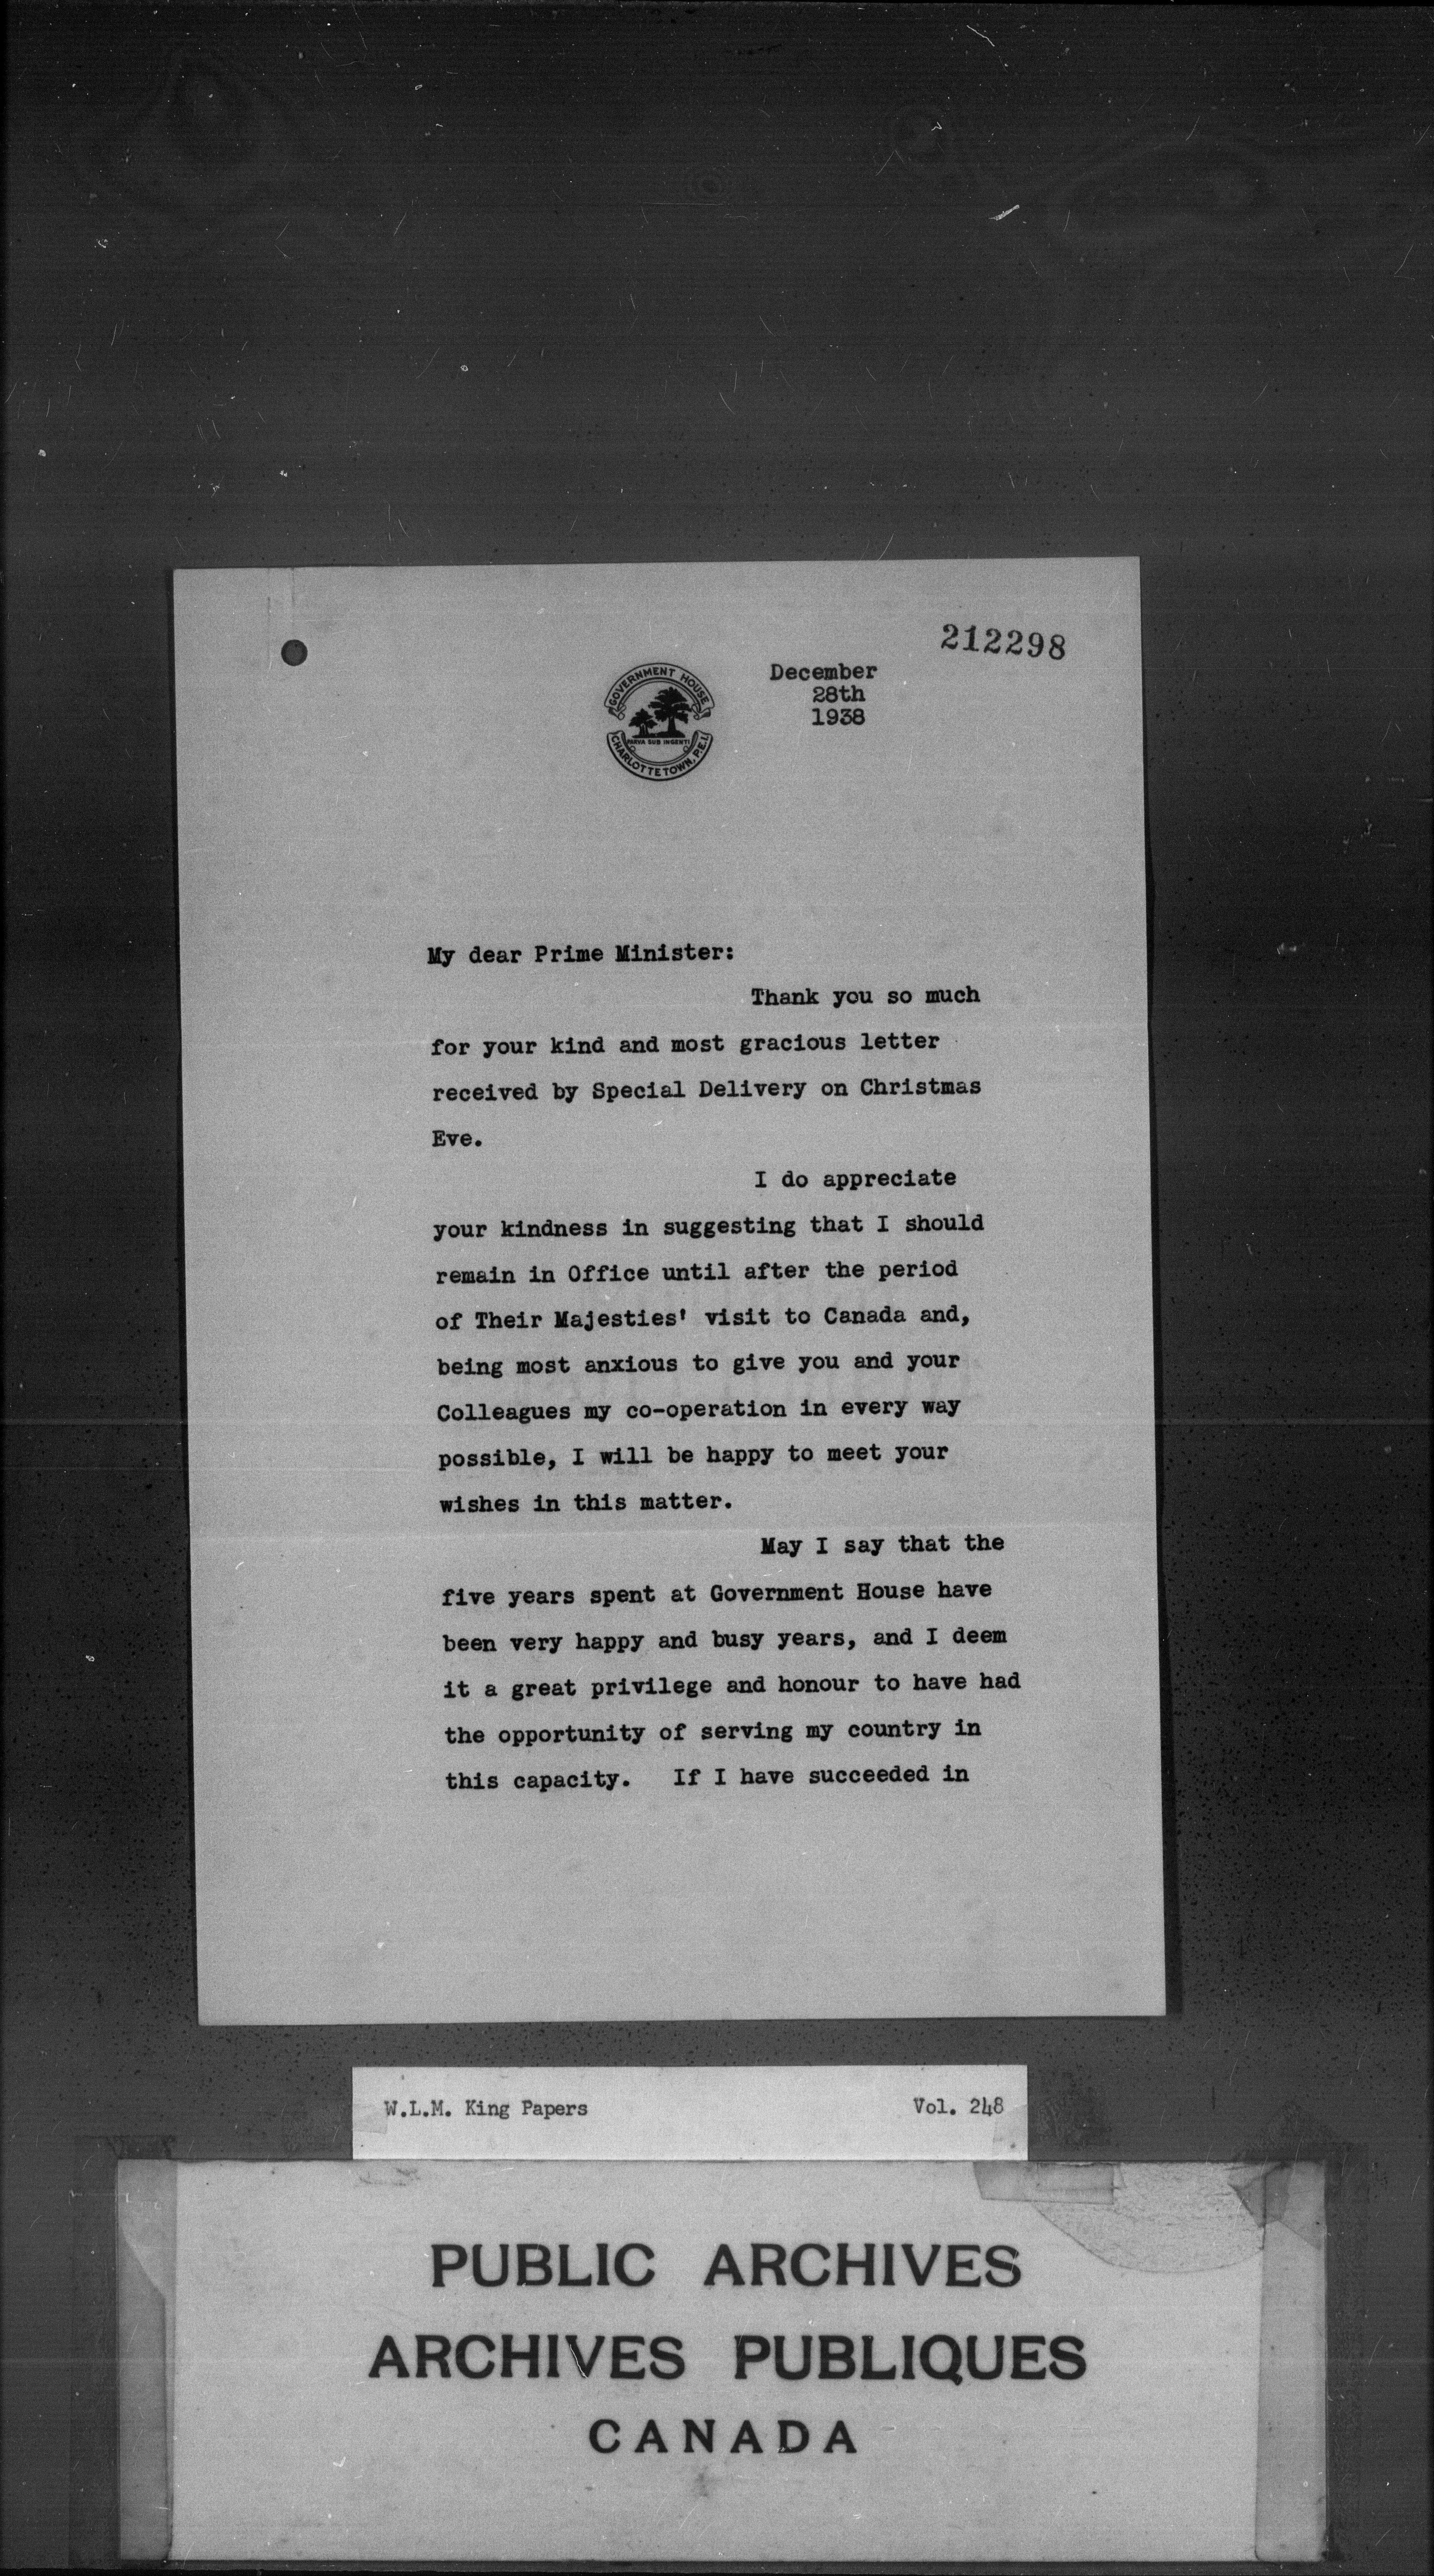 212298
GOVERNMENT HOUSE
PARVA SUB INGENTI
CHARLOTTETOWN, P.E.I.
December
28th
1938
My dear Prime Minister:
Thank you so much
for your kind and most gracious letter
received by Special Delivery on Christmas
Eve.
I do appreciate
your kindness in suggesting that I should
remain in Office until after the period
of Their Majesties' visit to Canada and,
being most anxious to give you and your
Colleagues my co-operation in every way
possible, I will be happy to meet your
wishes in this matter.
May I say that the
five years spent at Government House have
been very happy and busy years, and I deem
it a great privilege and honour to have had
the opportunity of serving my country in
this capacity. If I have succeeded in
W.L.M. King Papers Vol. 248
PUBLIC ARCHIVES
ARCHIVES PUBLIQUES
CANADA